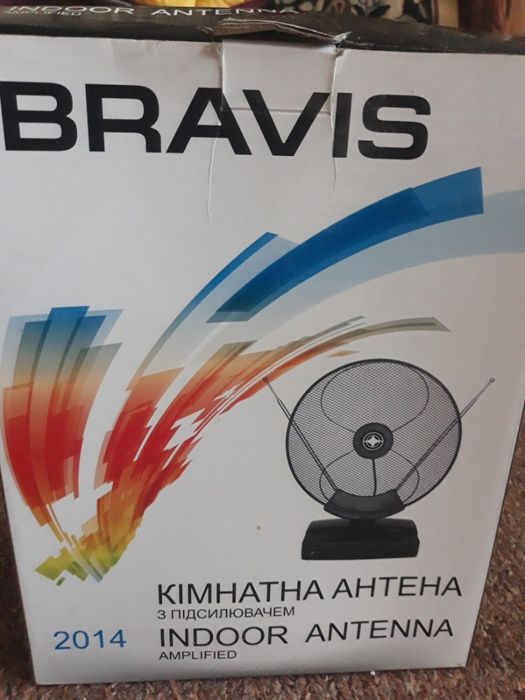 INDOOR ANTENNA
AMPLIFIED
BRAVIS
КІМНАТНА АНТЕНА
З ПІДСИЛЮВАЧЕМ
2014 INDOOR ANTENNA
AMPLIFIED